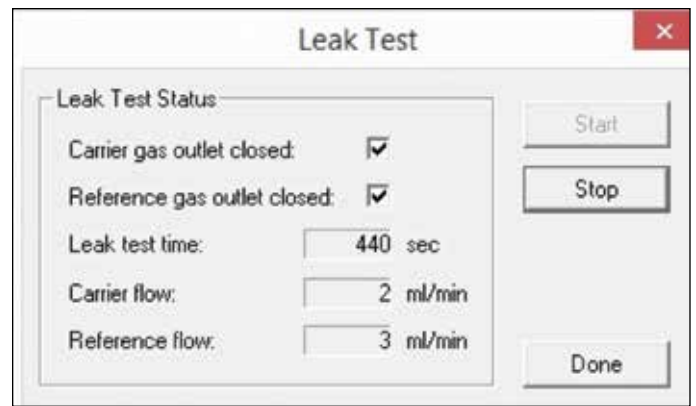 Leak Test
Leak Test Status
Carrier gas outlet closed:
Reference gas outlet closed:
Leak test time: 440 sec
Carrier flow: 2 ml/min
Reference flow: 3 ml/min
Start
Stop
Done